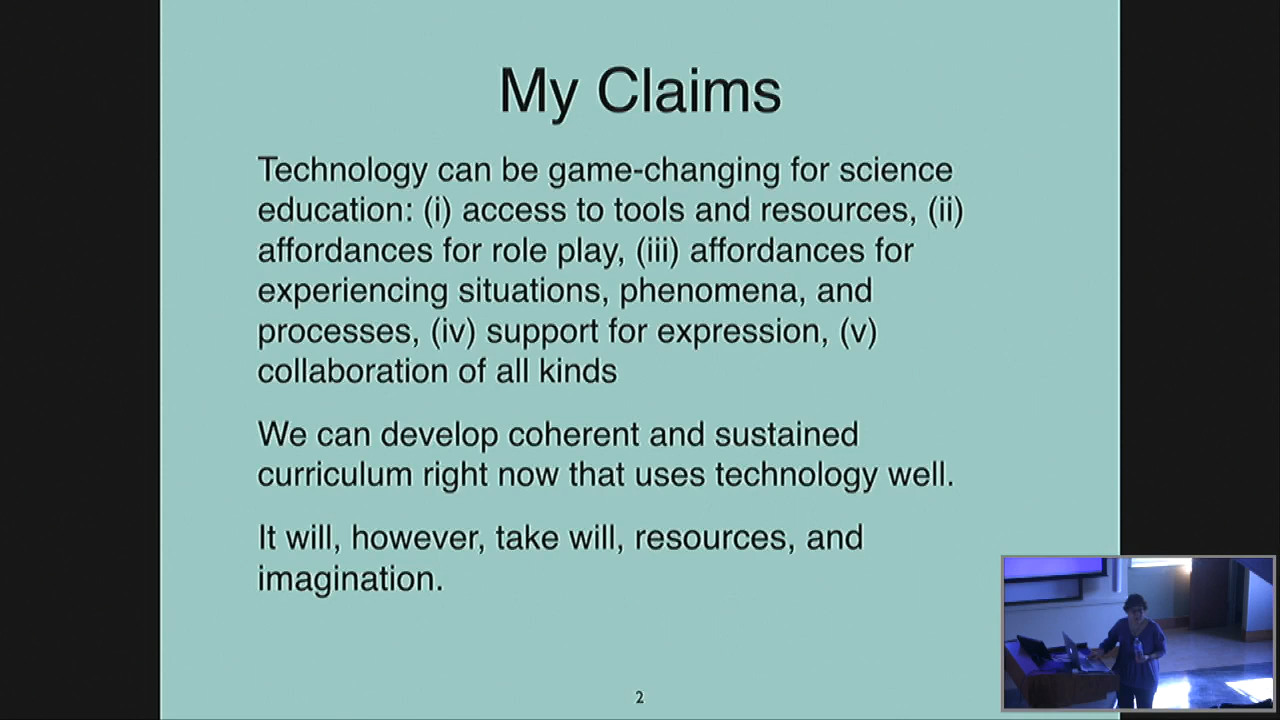 My Claims
Technology can be game-changing for science
education: (i) access to tools and resources, (ii)
affordances for role play, (iii) affordances for
experiencing situations, phenomena, and
processes, (iv) support for expression, (v)
collaboration of all kinds
We can develop coherent and sustained
curriculum right now that uses technology well.
It will, however, take will, resources, and
imagination.
2